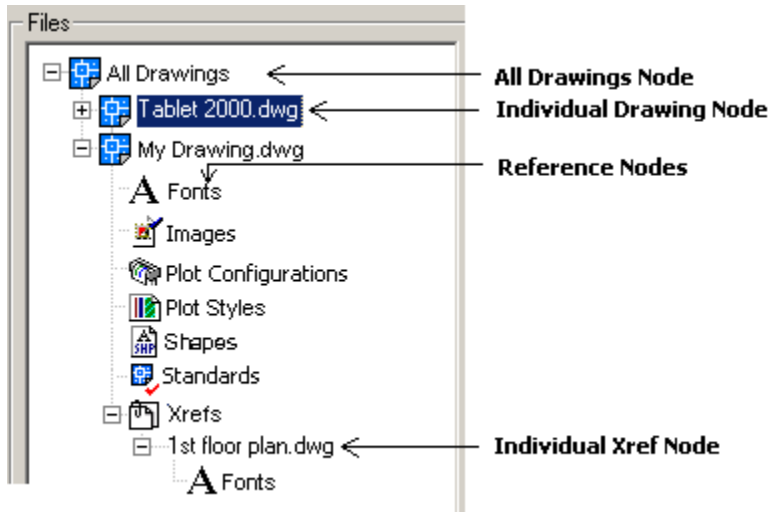 Files
All Drawings
All Drawings Node
Tablet 2000.dwg
Individual Drawing Node
My Drawing.dwg
Reference Nodes
A Fonts
Images
Plot Configurations
Plot Styles
SHP Shapes
Standards
Xrefs
1st floor plan.dwg
Individual Xref Node
A Fonts